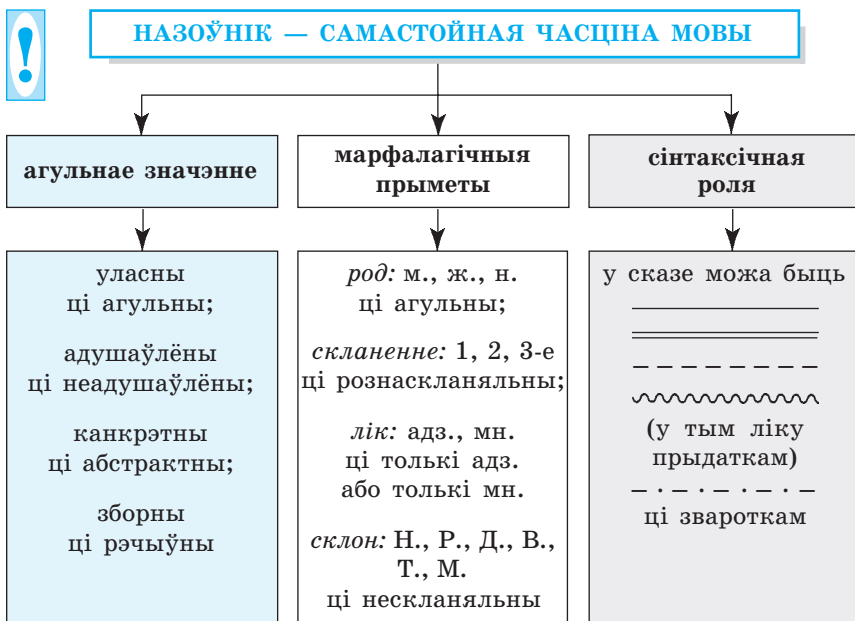 !
НАЗОЎНІК — САМАСТОЙНАЯ ЧАСЦІНА МОВЫ
агульнае значэнне
марфалагічныя
прыметы
сінтаксічная
роля
уласны
ці агульны;
адушаўлёны
ці неадушаўлёны;
канкрэтны
ці абстрактны;
зборны
ці рэчыўны
род: м., ж., н.
ці агульны;
скланенне: 1, 2, 3-е
ці рознаскланяльны;
лік: адз., мн.
ці толькі адз.
або толькі мн.
склон: Н., Р., Д., В.,
Т., М.
ці нескланяльны
у сказе можа быць
(у тым ліку
прыдаткам)
ці звароткам